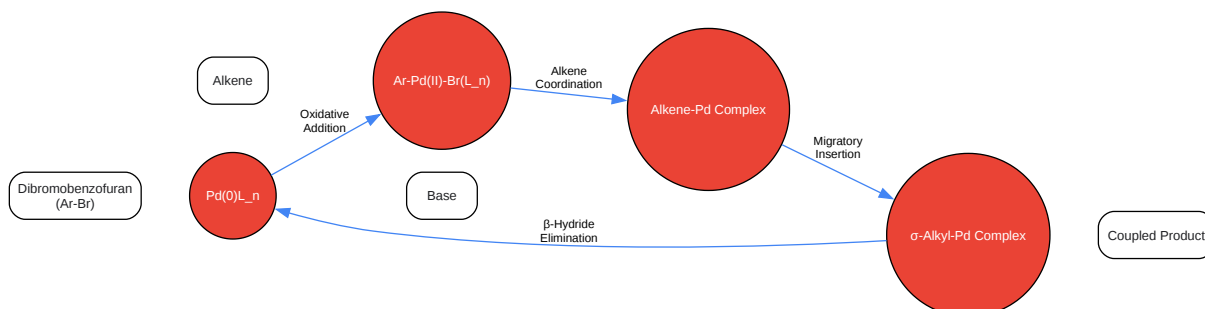 Alkene
Ar-Pd(II)-Br(L_n)
Alkene
Coordination
Alkene-Pd Complex
Oxidative
Addition
Migratory
Insertion
Dibromobenzofuran
(Ar-Br)
Pd(0)L_n
Base
β-Hydride
Elimination
σ-Alkyl-Pd Complex
Coupled Product